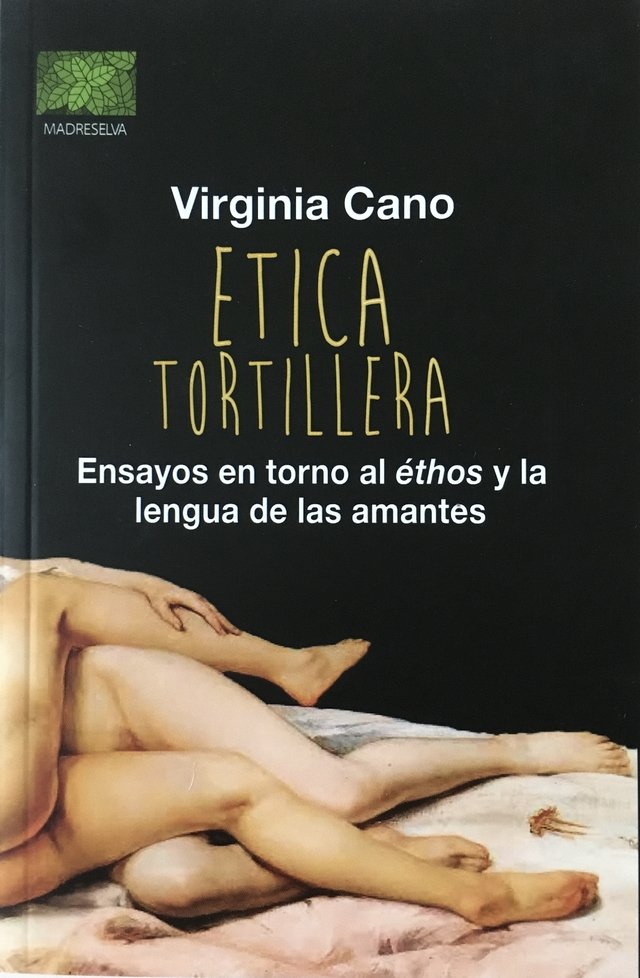 MADRESELVA
Virginia Cano
ETICA
TORTILLERA
Ensayos en torno al éthos y la
lengua de las amantes